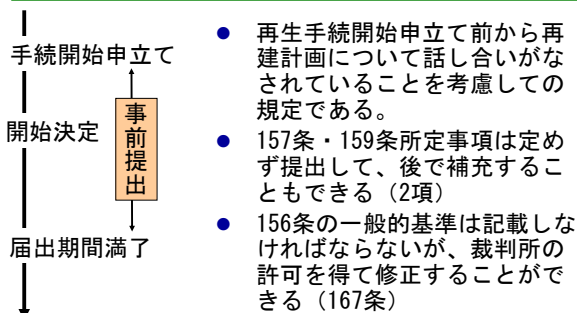 手続開始申立て
開始決定
事前提出
届出期間満了
● 再生手続開始申立て前から再
建計画について話し合いがな
されていることを考慮しての
規定である。
● 157条・159条所定事項は定め
ず提出して、後で補充するこ
ともできる（2項）
● 156条の一般的基準は記載しな
ければならないが、裁判所の
許可を得て修正することがで
きる（167条）